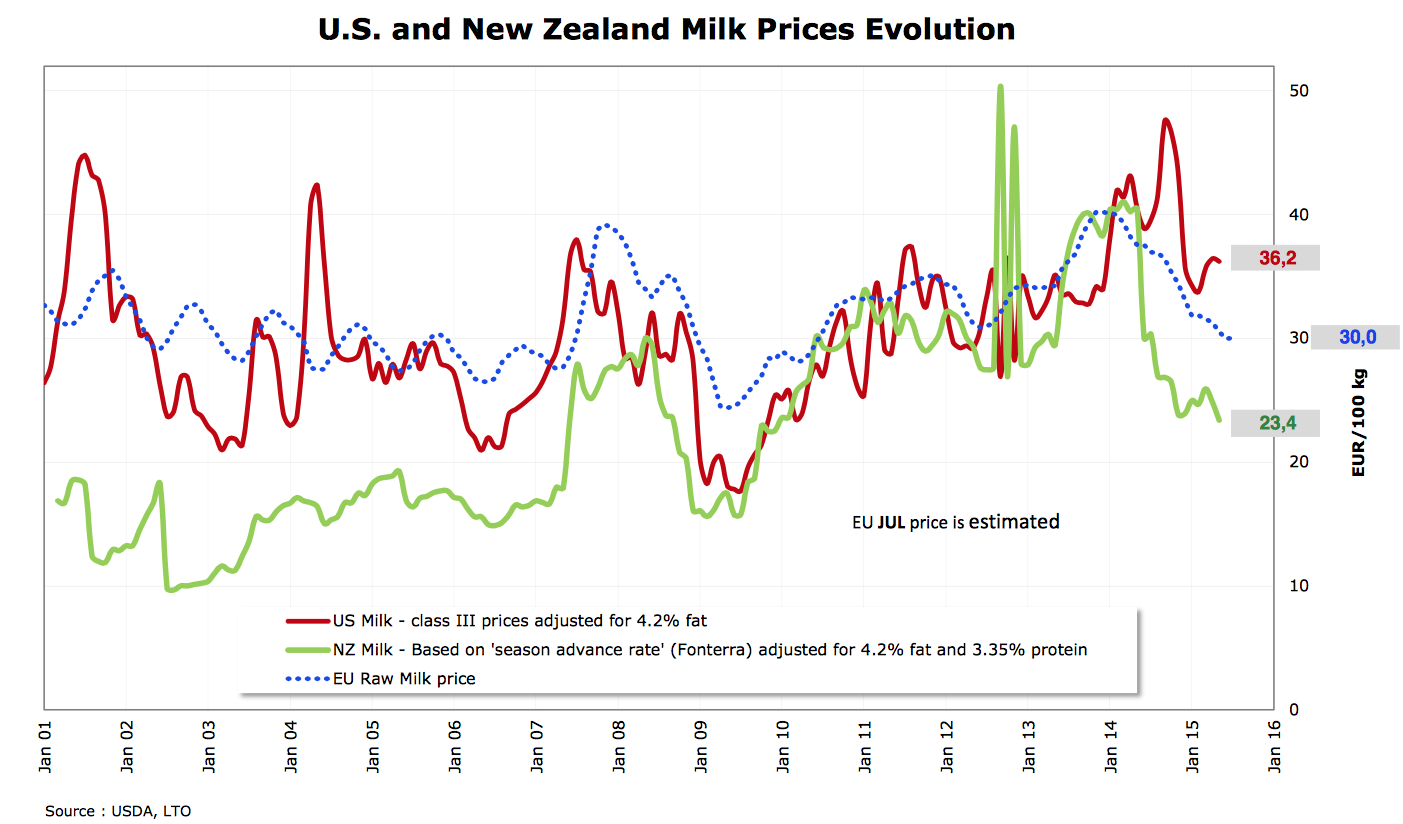 U.S. and New Zealand Milk Prices Evolution
50
40
36,2
30
30,0
23,4
20
10
0
EUR/100 kg
EU JUL price is estimated
US Milk - class III prices adjusted for 4.2% fat
NZ Milk - Based on 'season advance rate' (Fonterra) adjusted for 4.2% fat and 3.35% protein
EU Raw Milk price
Jan 01
Jan 02
Jan 03
Jan 04
Jan 05
Jan 06
Jan 07
Jan 08
Jan 09
Jan 10
Jan 11
Jan 12
Jan 13
Jan 14
Jan 15
Jan 16
Source : USDA, LTO